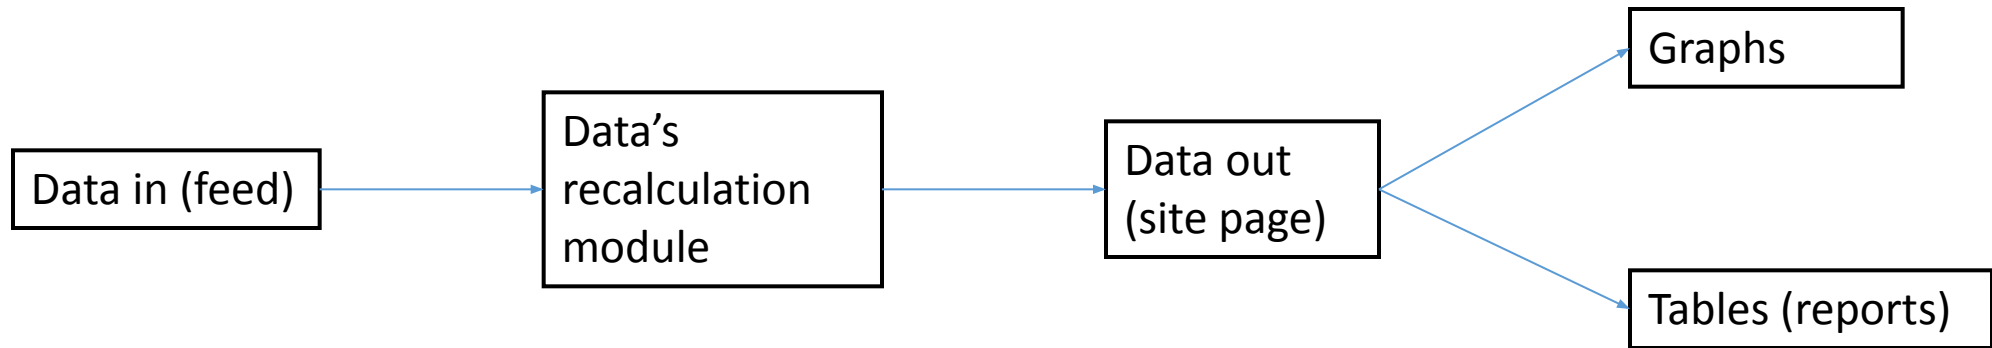 Data in (feed)
Data’s
recalculation
module
Data out
(site page)
Graphs
Tables (reports)